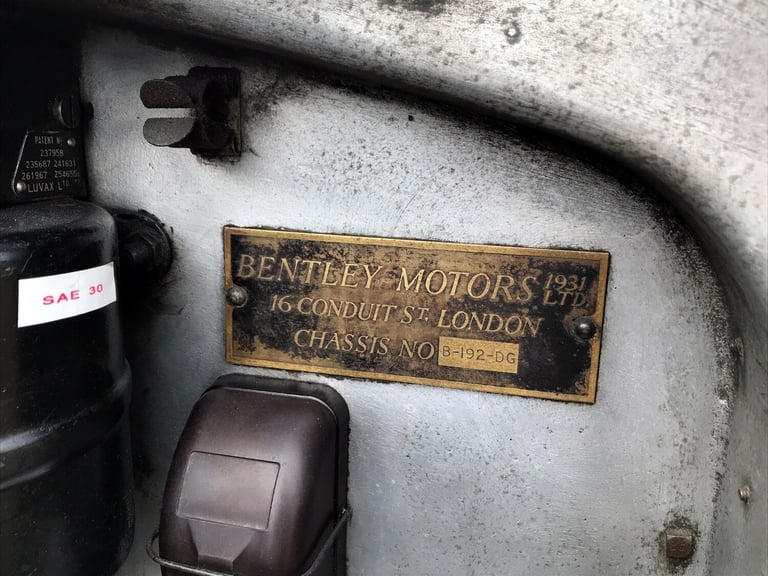 PATENT Nº
237958
235687 241631
261967 254655
LUVAX LTD
SAE 30
BENTLEY MOTORS 1931 LTD.
16 CONDUIT ST. LONDON
CHASSIS NO B-192-DG